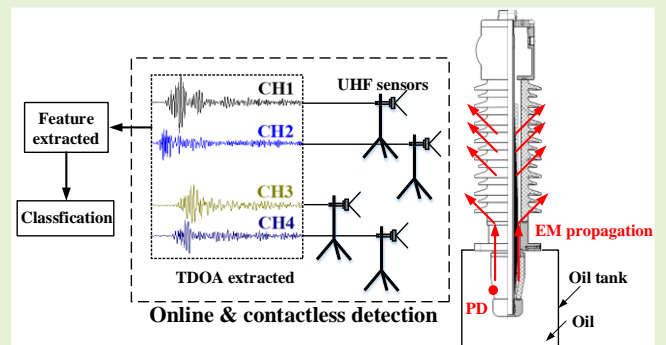 CH1
UHF sensors
CH2
Feature
extracted
Classfication
CH3
CH4
TDOA extracted
Online & contactless detection
EM propagation
Oil tank
PD
Oil